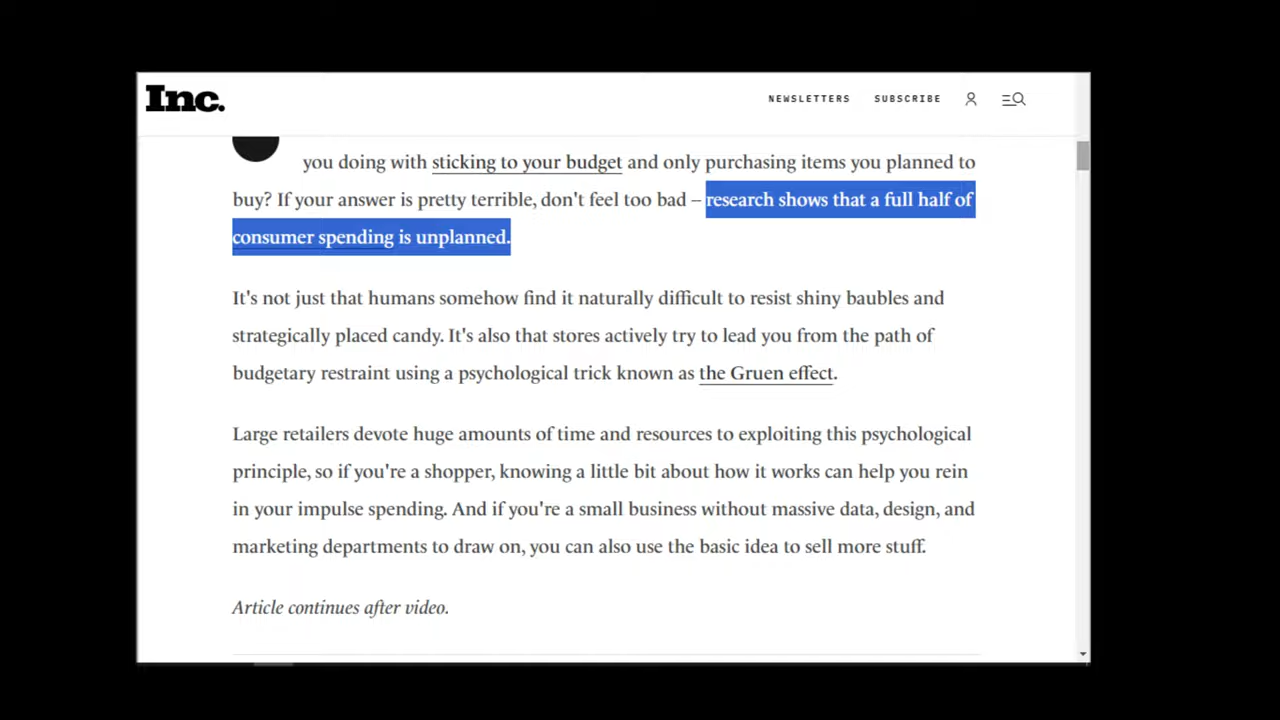 Inc.
NEWSLETTERS SUBSCRIBE
you doing with sticking to your budget and only purchasing items you planned to
buy? If your answer is pretty terrible, don't feel too bad – research shows that a full half of
consumer spending is unplanned.
It's not just that humans somehow find it naturally difficult to resist shiny baubles and
strategically placed candy. It's also that stores actively try to lead you from the path of
budgetary restraint using a psychological trick known as the Gruen effect.
Large retailers devote huge amounts of time and resources to exploiting this psychological
principle, so if you're a shopper, knowing a little bit about how it works can help you rein
in your impulse spending. And if you're a small business without massive data, design, and
marketing departments to draw on, you can also use the basic idea to sell more stuff.
Article continues after video.